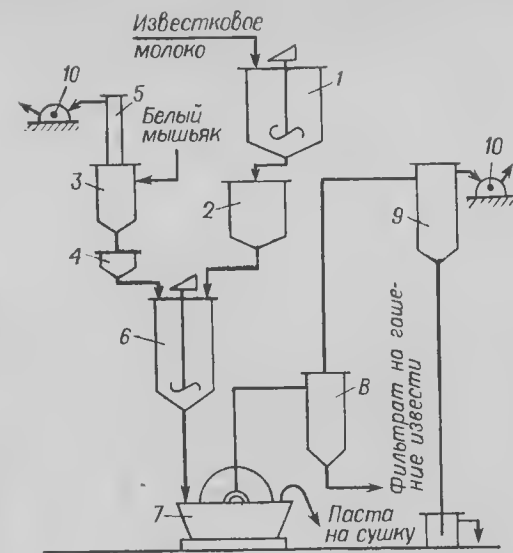 Известковое
молоко
1
10
5
Белый
мышьяк
3
2
4
10
9
6
8
Фильтрат на гаше-
ние извести
7
Паста
на сушку